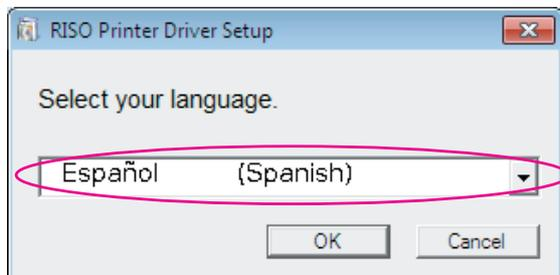 RISO Printer Driver Setup
Select your language.
Español (Spanish)
OK Cancel